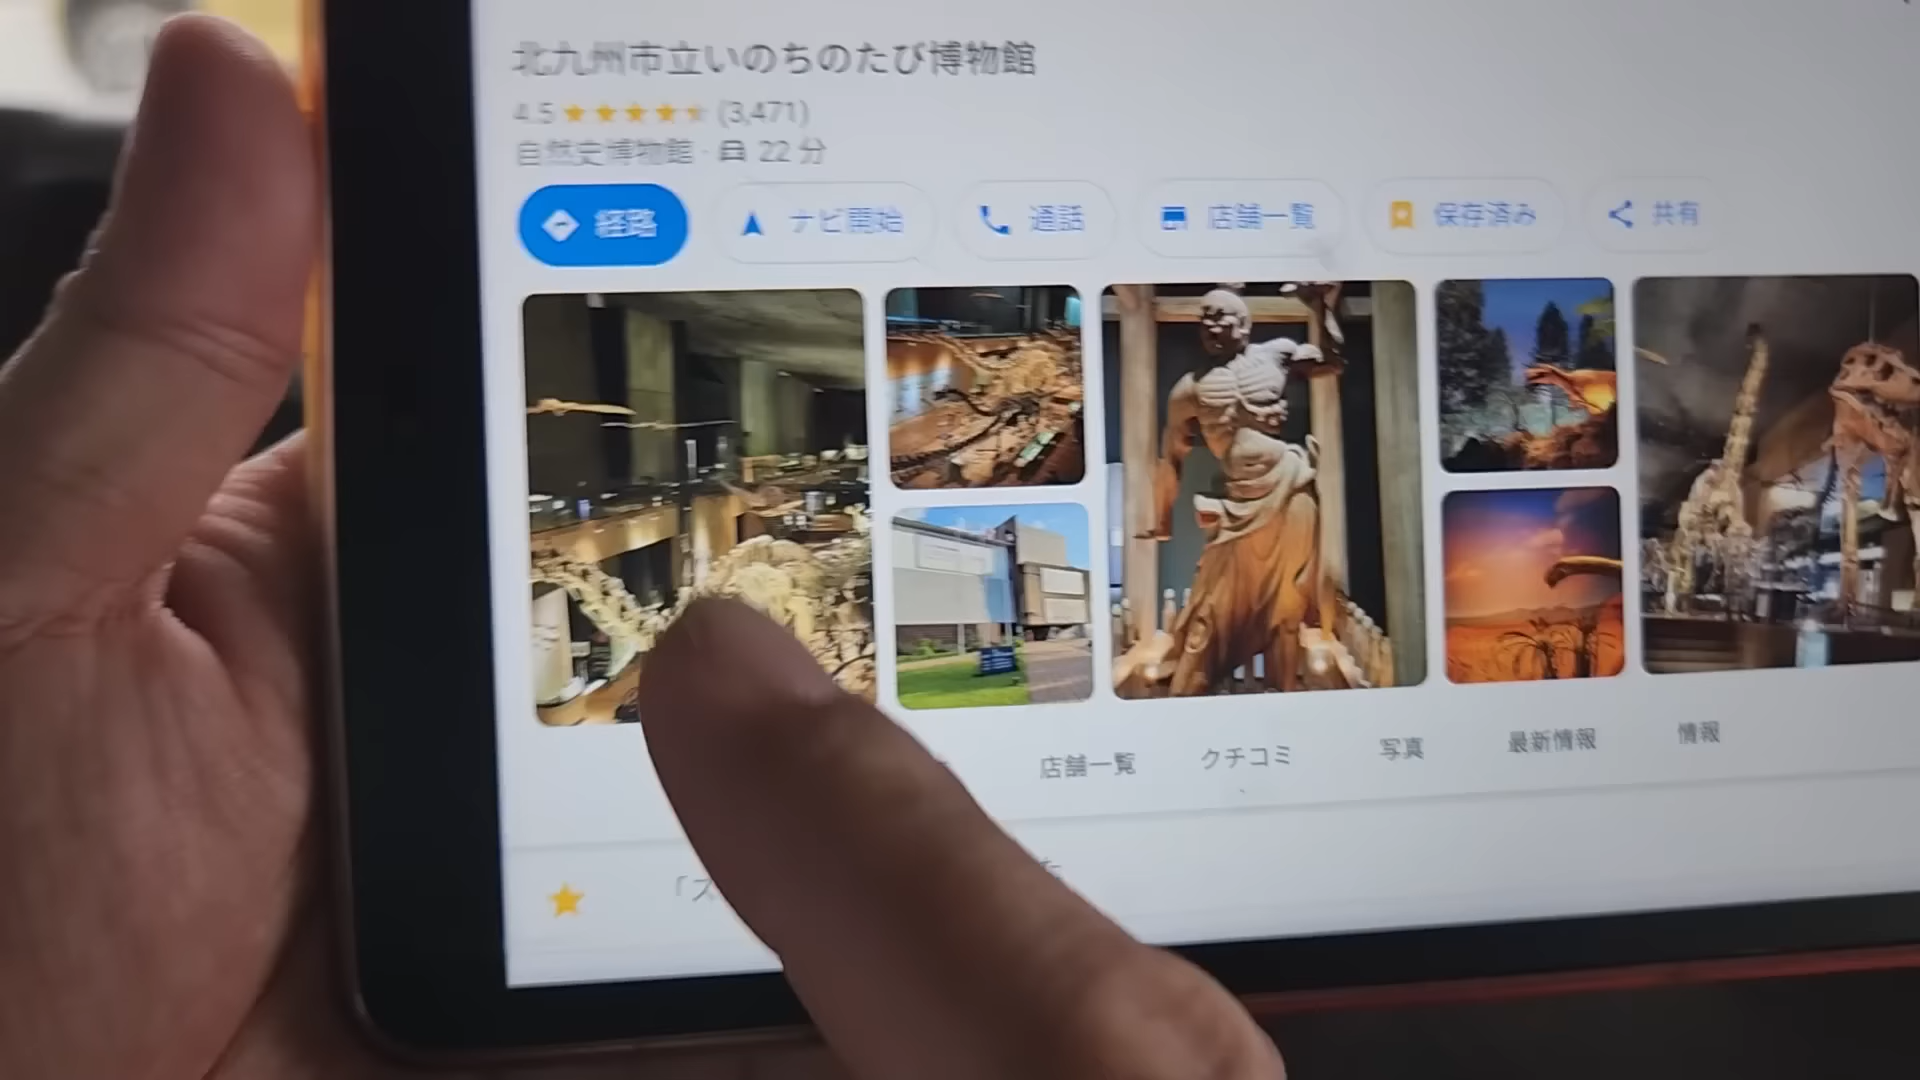 北九州市立いのちのたび博物館
4.5 (3,471)
自然史博物館・22 分
経路
ナビ開始
通話
店舗一覧
保存済み
共有
店舗一覧
クチコミ
写真
最新情報
情報
「ス